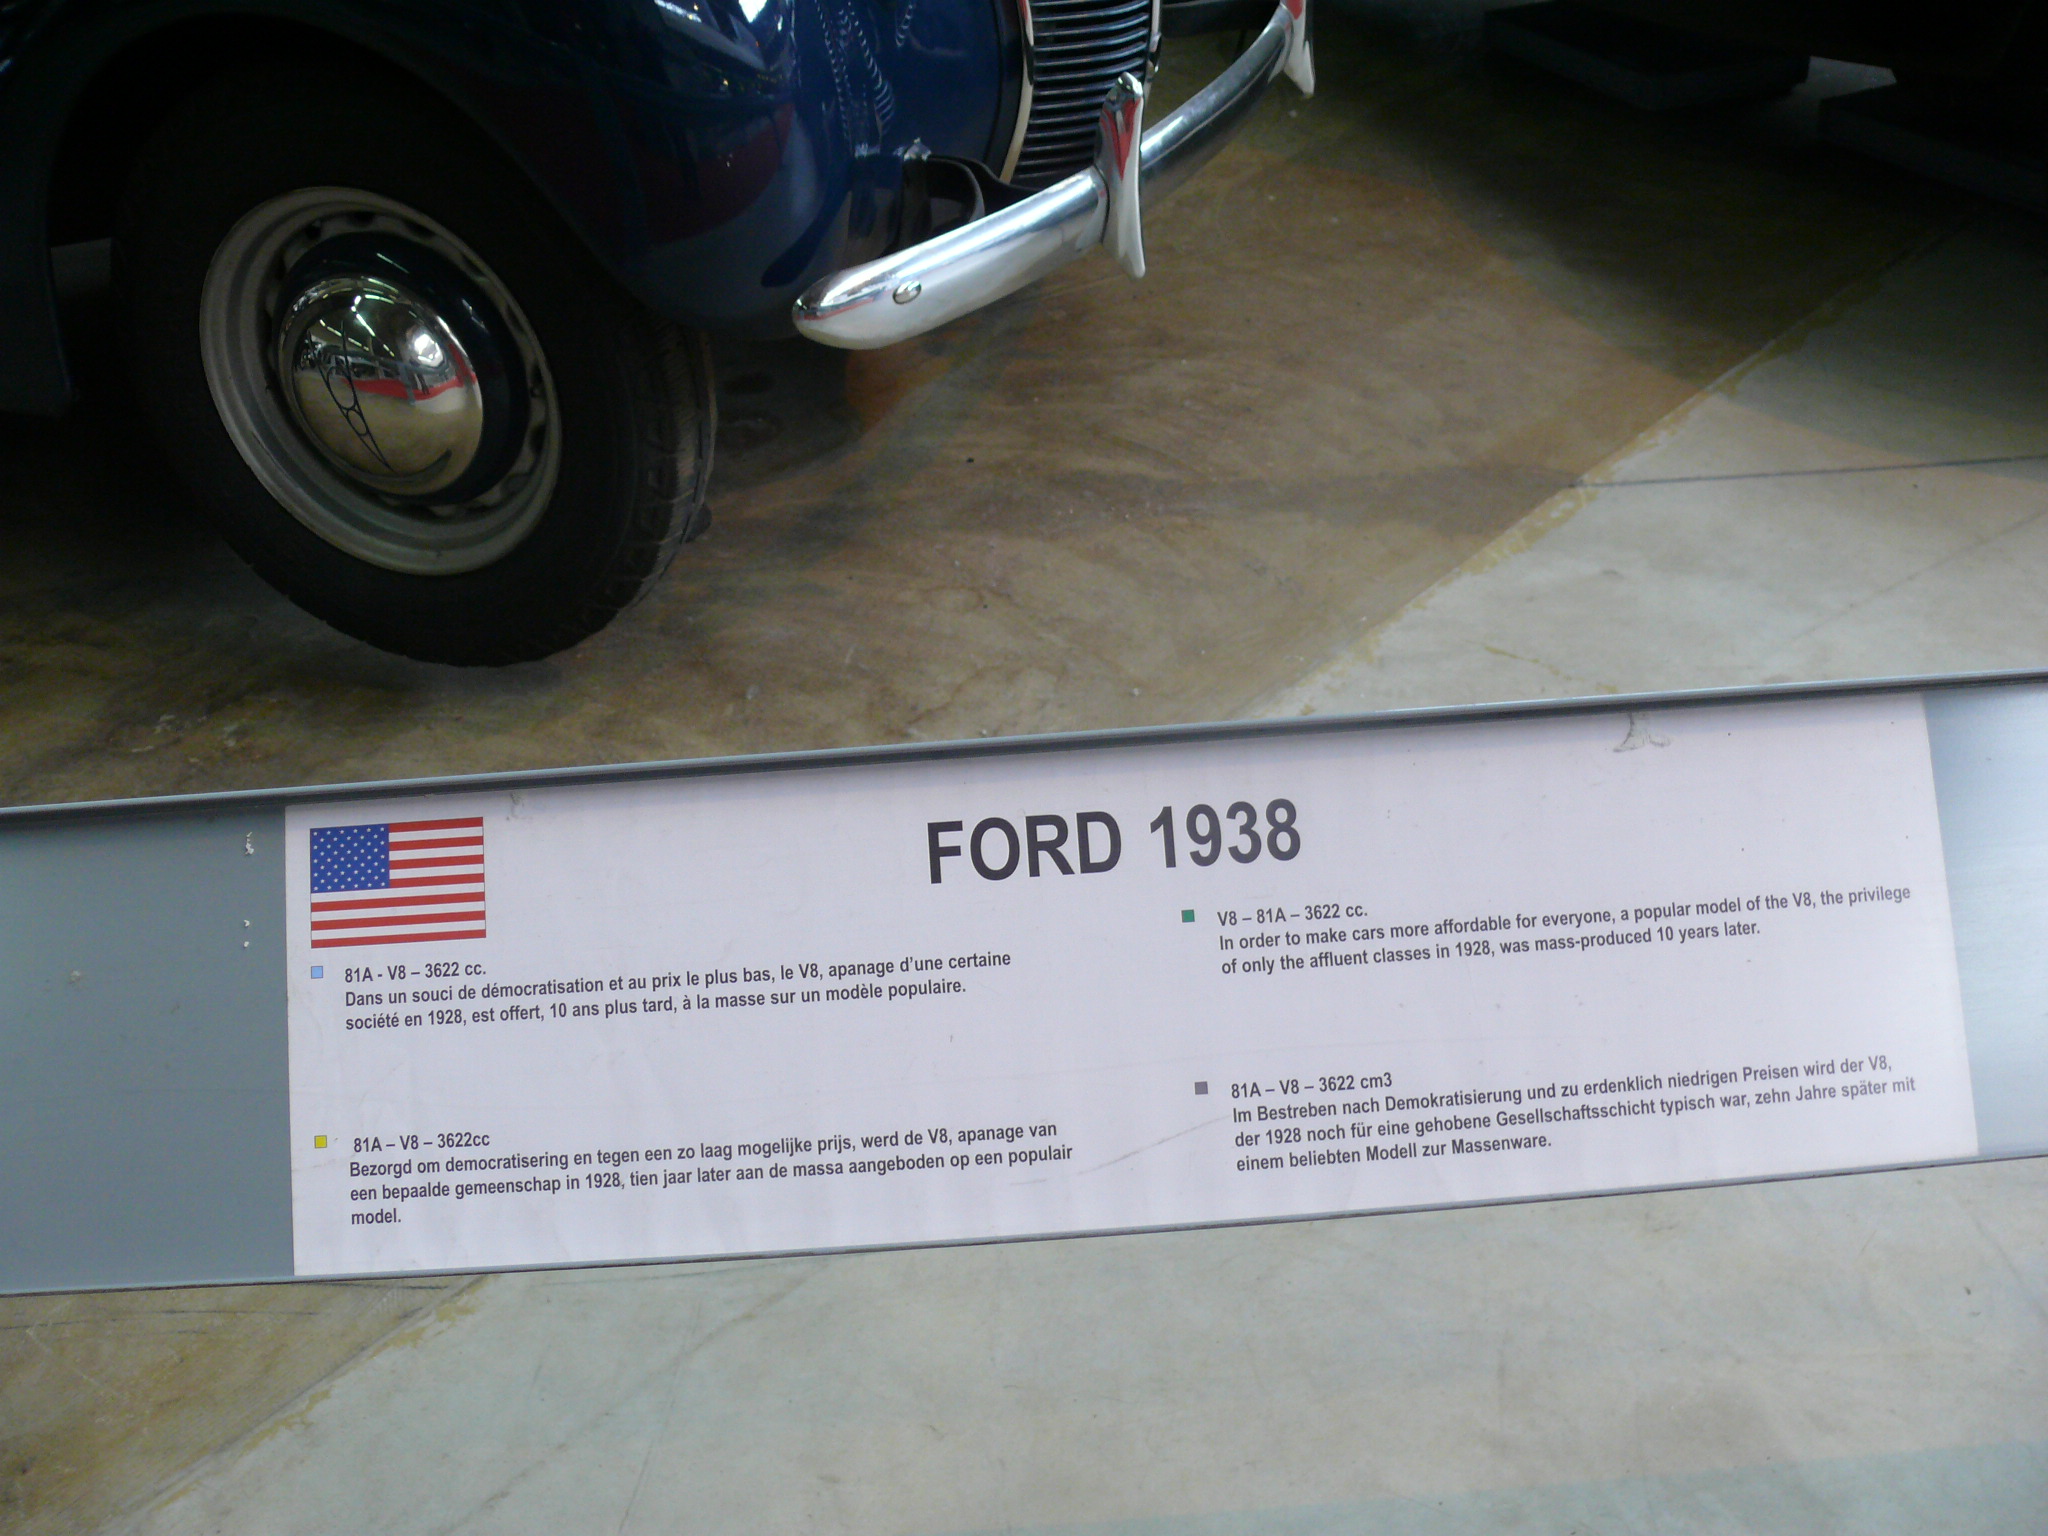 V8
FORD 1938
81A - V8 – 3622 cc.
Dans un souci de démocratisation et au prix le plus bas, le V8, apanage d'une certaine
société en 1928, est offert, 10 ans plus tard, à la masse sur un modèle populaire.
V8 – 81A – 3622 cc.
In order to make cars more affordable for everyone, a popular model of the V8, the privilege
of only the affluent classes in 1928, was mass-produced 10 years later.
81A – V8 – 3622cc
Bezorgd om democratisering en tegen een zo laag mogelijke prijs, werd de V8, apanage van
een bepaalde gemeenschap in 1928, tien jaar later aan de massa aangeboden op een populair
model.
81A – V8 – 3622 cm3
Im Bestreben nach Demokratisierung und zu erdenklich niedrigen Preisen wird der V8,
der 1928 noch für eine gehobene Gesellschaftsschicht typisch war, zehn Jahre später mit
einem beliebten Modell zur Massenware.